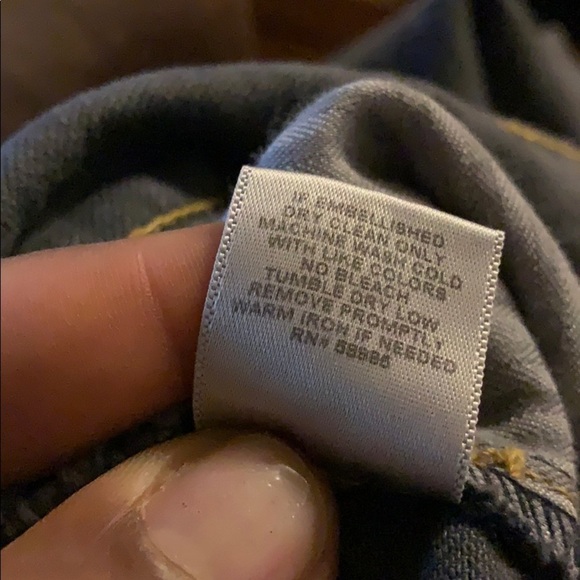 IF EMBELLISHED
DRY CLEAN ONLY
MACHINE WASH COLD
WITH LIKE COLORS
NO BLEACH
TUMBLE DRY LOW
REMOVE PROMPTLY
WARM IRON IF NEEDED
RN#